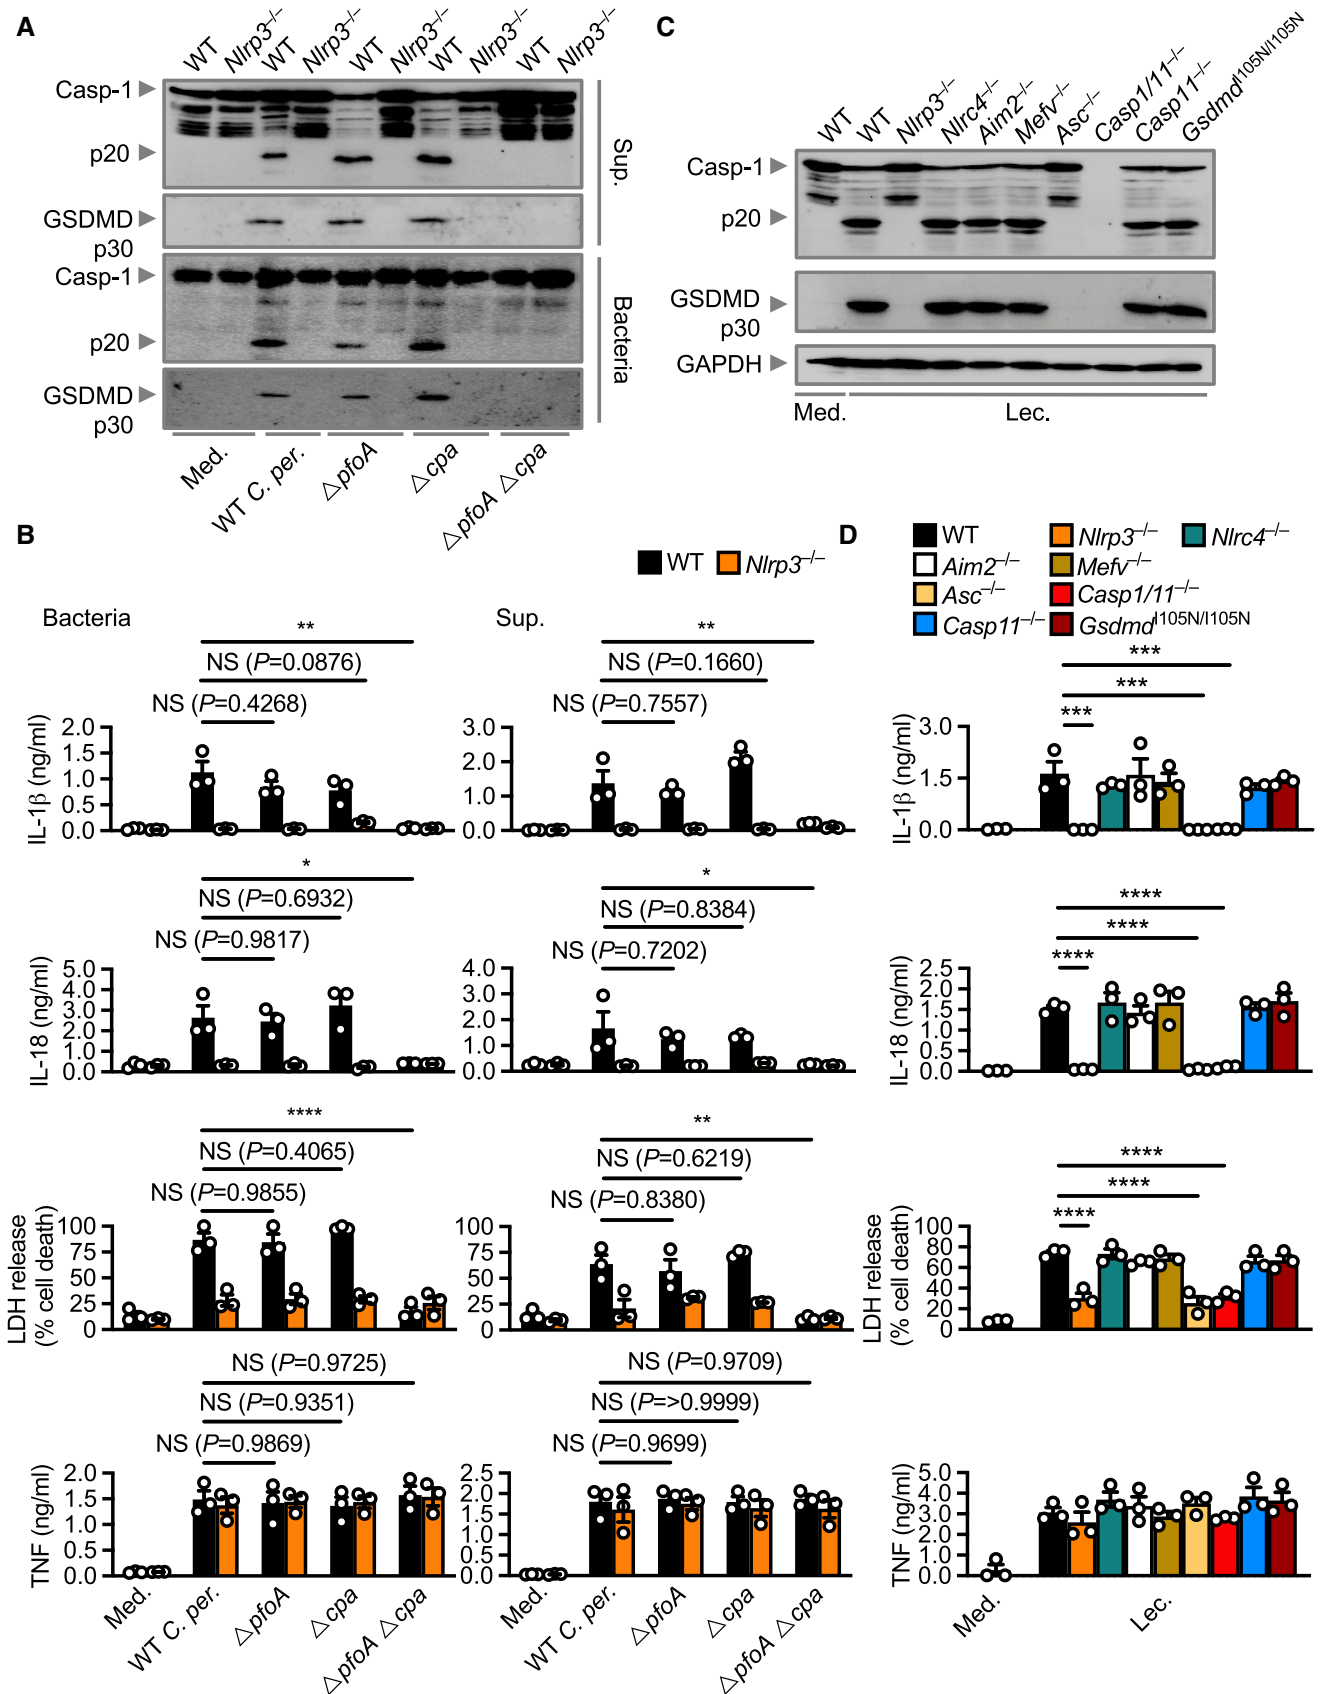 A
WT
Nlrp3–/–
WT
Nlrp3–/–
WT
Nlrp3–/–
WT
Nlrp3–/–
WT
Nlrp3–/–
Casp-1
p20
GSDMD
p30
Sup.
Casp-1
p20
GSDMD
p30
Bacteria
Med.
WT C. per.
△pfoA
△cpa
△pfoA △cpa
C
WT
WT
Nlrp3–/–
Nlrc4–/–
Aim2–/–
Mefv–/–
Asc–/–
Casp1/11–/–
Casp11–/–
GsdmdI105N/I105N
Casp-1
p20
GSDMD
p30
GAPDH
Med.
Lec.
B
WT
Nlrp3–/–
Bacteria
**
NS (P=0.0876)
NS (P=0.4268)
IL-1β (ng/ml)
2.0
1.5
1.0
0.5
0.0
*
NS (P=0.6932)
NS (P=0.9817)
IL-18 (ng/ml)
5.0
4.0
3.0
2.0
1.0
0.0
****
NS (P=0.4065)
NS (P=0.9855)
LDH release
(% cell death)
100
75
50
25
0
NS (P=0.9725)
NS (P=0.9351)
NS (P=0.9869)
TNF (ng/ml)
2.0
1.5
1.0
0.5
0.0
Med.
WT C. per.
△pfoA
△cpa
△pfoA △cpa
Sup.
**
NS (P=0.1660)
NS (P=0.7557)
3.0
2.0
1.0
0.0
*
NS (P=0.8384)
NS (P=0.7202)
4.0
3.0
2.0
1.0
0.0
**
NS (P=0.6219)
NS (P=0.8380)
100
75
50
25
0
NS (P=0.9709)
NS (P=>0.9999)
NS (P=0.9699)
2.5
2.0
1.5
1.0
0.5
0.0
Med.
WT C. per.
△pfoA
△cpa
△pfoA △cpa
D
WT
Nlrp3–/–
Nlrc4–/–
Aim2–/–
Mefv–/–
Asc–/–
Casp1/11–/–
Casp11–/–
GsdmdI105N/I105N
***
***
***
IL-1β (ng/ml)
3.0
1.5
0.0
****
****
****
IL-18 (ng/ml)
2.5
2.0
1.5
1.0
0.5
0.0
****
****
****
LDH release
(% cell death)
100
80
60
40
20
0
TNF (ng/ml)
5.0
4.0
3.0
2.0
1.0
0.0
Med.
Lec.